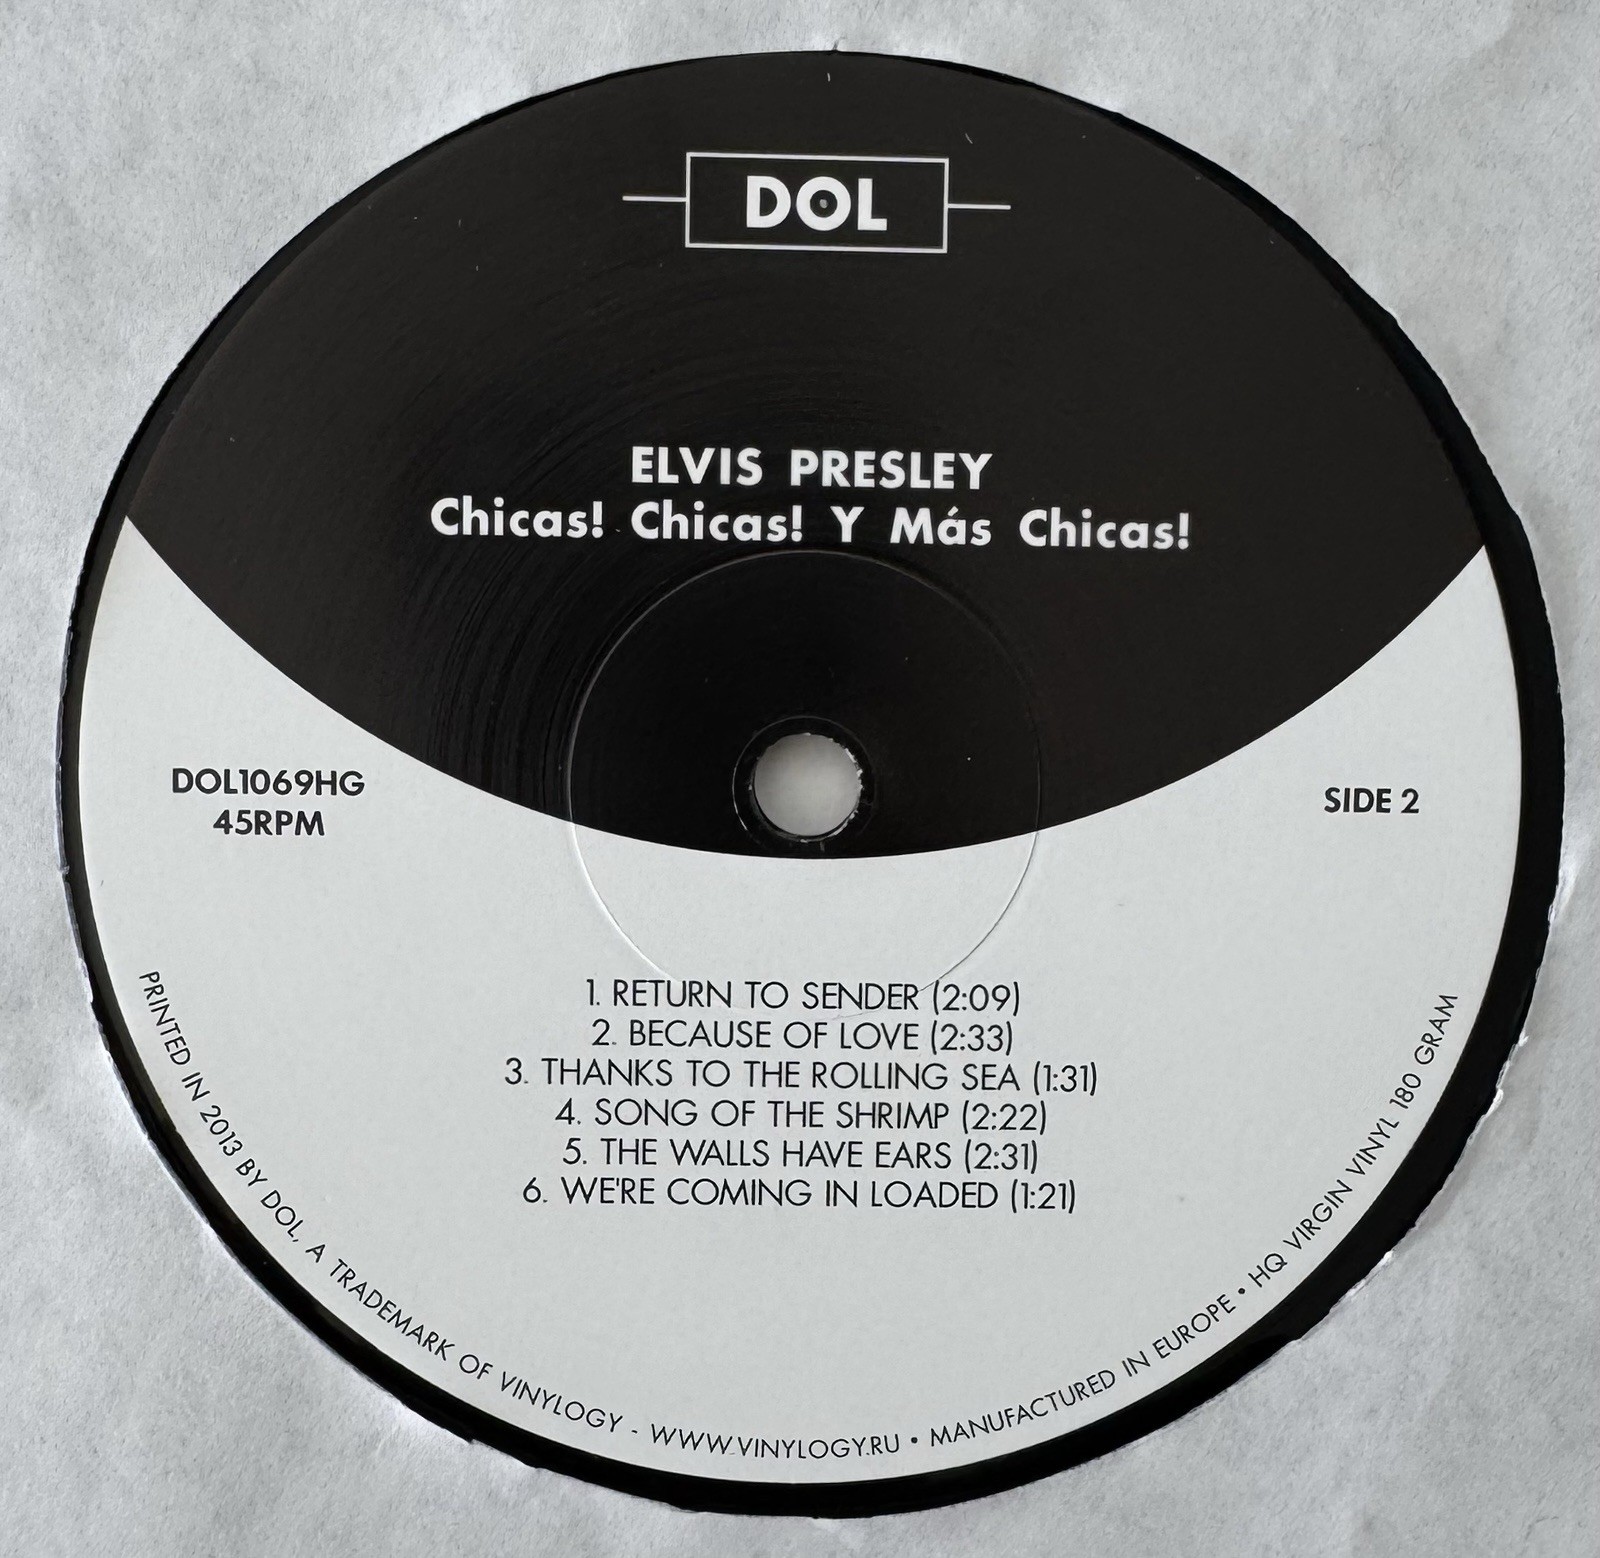 DOL
ELVIS PRESLEY
Chicas! Chicas! Y Más Chicas!
DOL1069HG
45RPM
SIDE 2
1. RETURN TO SENDER (2:09)
2. BECAUSE OF LOVE (2:33)
3. THANKS TO THE ROLLING SEA (1:31)
4. SONG OF THE SHRIMP (2:22)
5. THE WALLS HAVE EARS (2:31)
6. WE'RE COMING IN LOADED (1:21)
PRINTED IN 2013 BY DOL, A TRADEMARK OF VINYLOGY - WWW.VINYLOGY.RU • MANUFACTURED IN EUROPE • HQ VIRGIN VINYL 180 GRAM